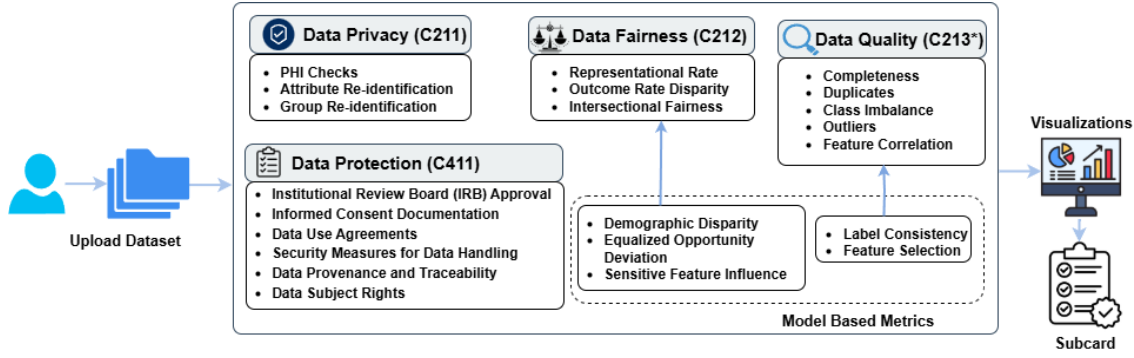 Data Privacy (C211)
PHI Checks
Attribute Re-identification
Group Re-identification
Data Fairness (C212)
Representational Rate
Outcome Rate Disparity
Intersectional Fairness
Data Quality (C213*)
Completeness
Duplicates
Class Imbalance
Outliers
Feature Correlation
Upload Dataset
Data Protection (C411)
Institutional Review Board (IRB) Approval
Informed Consent Documentation
Data Use Agreements
Security Measures for Data Handling
Data Provenance and Traceability
Data Subject Rights
Demographic Disparity
Equalized Opportunity
Deviation
Sensitive Feature Influence
Label Consistency
Feature Selection
Model Based Metrics
Visualizations
Subcard